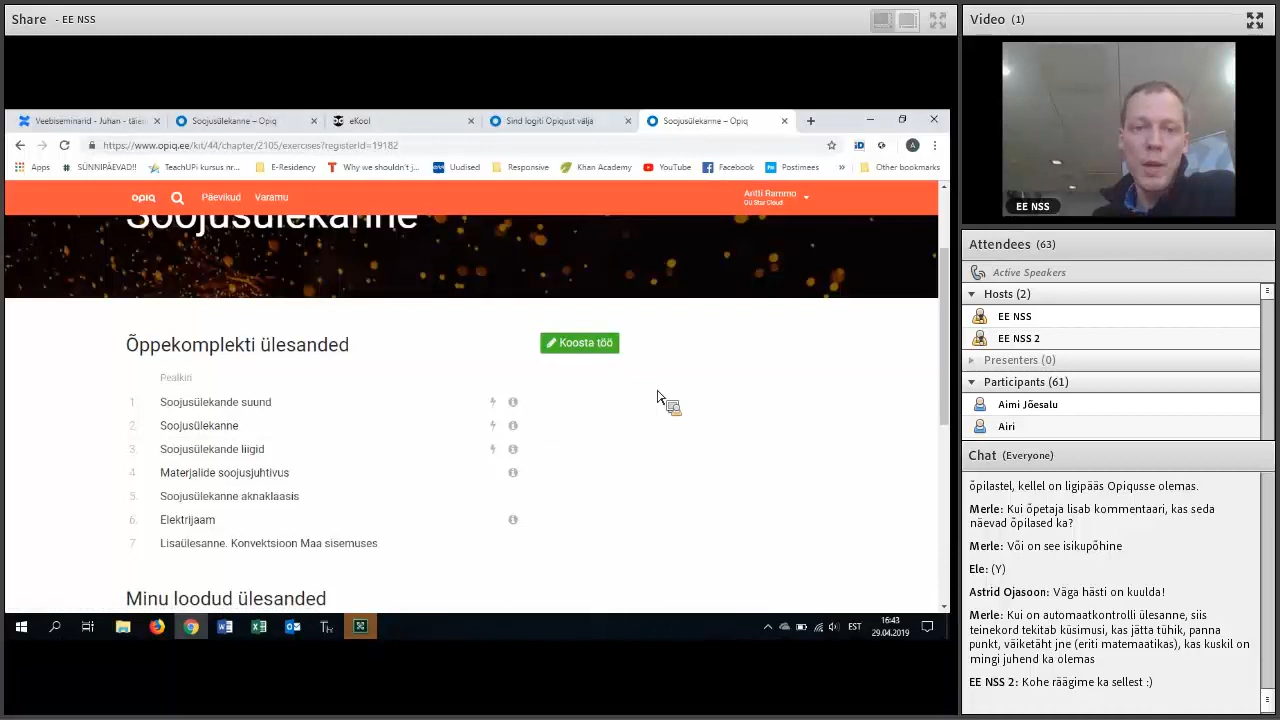 Share - EE NSS
Veebiseminarid - Juhan - täien
Soojusülekanne – Opiq
eKool
Sind logiti Opiqust välja
Soojusülekanne – Opiq
https://www.opiq.ee/kit/44/chapter/2105/exercises?registerId=19182
Apps
SÜNNIPÄEVAD!!
TeachUPi kursus nr...
E-Residency
Why we shouldn't j...
Uudised
Responsive
Khan Academy
YouTube
Facebook
Postimees
»
Other bookmarks
opiq
Päevikud
Varamu
Antti Rammo
OÜ Star Cloud
Soojusülekanne
Õppekomplekti ülesanded
Koosta töö
Pealkiri
1 Soojusülekande suund
2. Soojusülekanne
3. Soojusülekande liigid
4 Materjalide soojusjuhtivus
5. Soojusülekanne aknaklaasis
6. Elektrijaam
7 Lisaülesanne. Konvektsioon Maa sisemuses
Minu loodud ülesanded
EST
16:43
29.04.2019
Video (1)
EE NSS
Attendees (63)
Active Speakers
Hosts (2)
EE NSS
EE NSS 2
Presenters (0)
Participants (61)
Aimi Jõesalu
Airi
Chat (Everyone)
õpilastel, kellel on ligipääs Opiqusse olemas.
Merle: Kui õpetaja lisab kommentaari, kas seda
näevad õpilased ka?
Merle: Või on see isikupõhine
Ele: (Y)
Astrid Ojasoon: Väga hästi on kuulda!
Merle: Kui on automaatkontrolli ülesanne, siis
teinekord tekitab küsimusi, kas jätta tühik, panna
punkt, väiketäht jne (eriti matemaatikas), kas kuskil on
mingi juhend ka olemas
EE NSS 2: Kohe räägime ka sellest :)